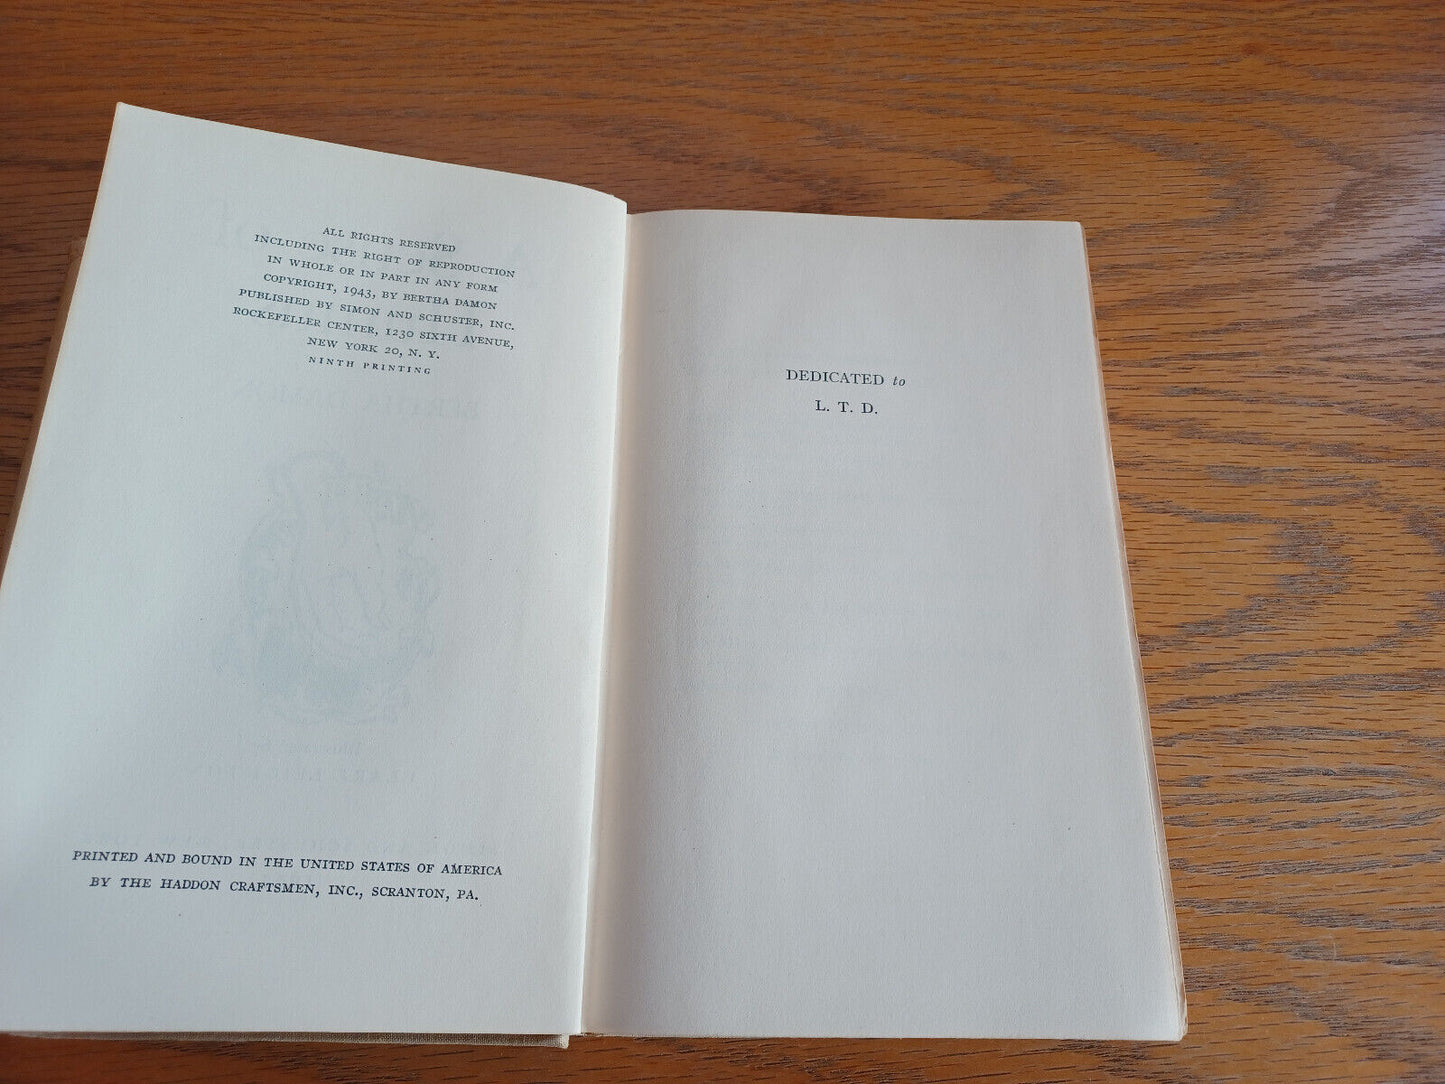 ALL RIGHTS RESERVED
INCLUDING THE RIGHT OF REPRODUCTION
IN WHOLE OR IN PART IN ANY FORM
COPYRIGHT, 1943, BY BERTHA DAMON
PUBLISHED BY SIMON AND SCHUSTER, INC.
ROCKEFELLER CENTER, 1230 SIXTH AVENUE,
NEW YORK 20, N. Y.
NINTH PRINTING
PRINTED AND BOUND IN THE UNITED STATES OF AMERICA
BY THE HADDON CRAFTSMEN, INC., SCRANTON, PA.
DEDICATED to
L. T. D.